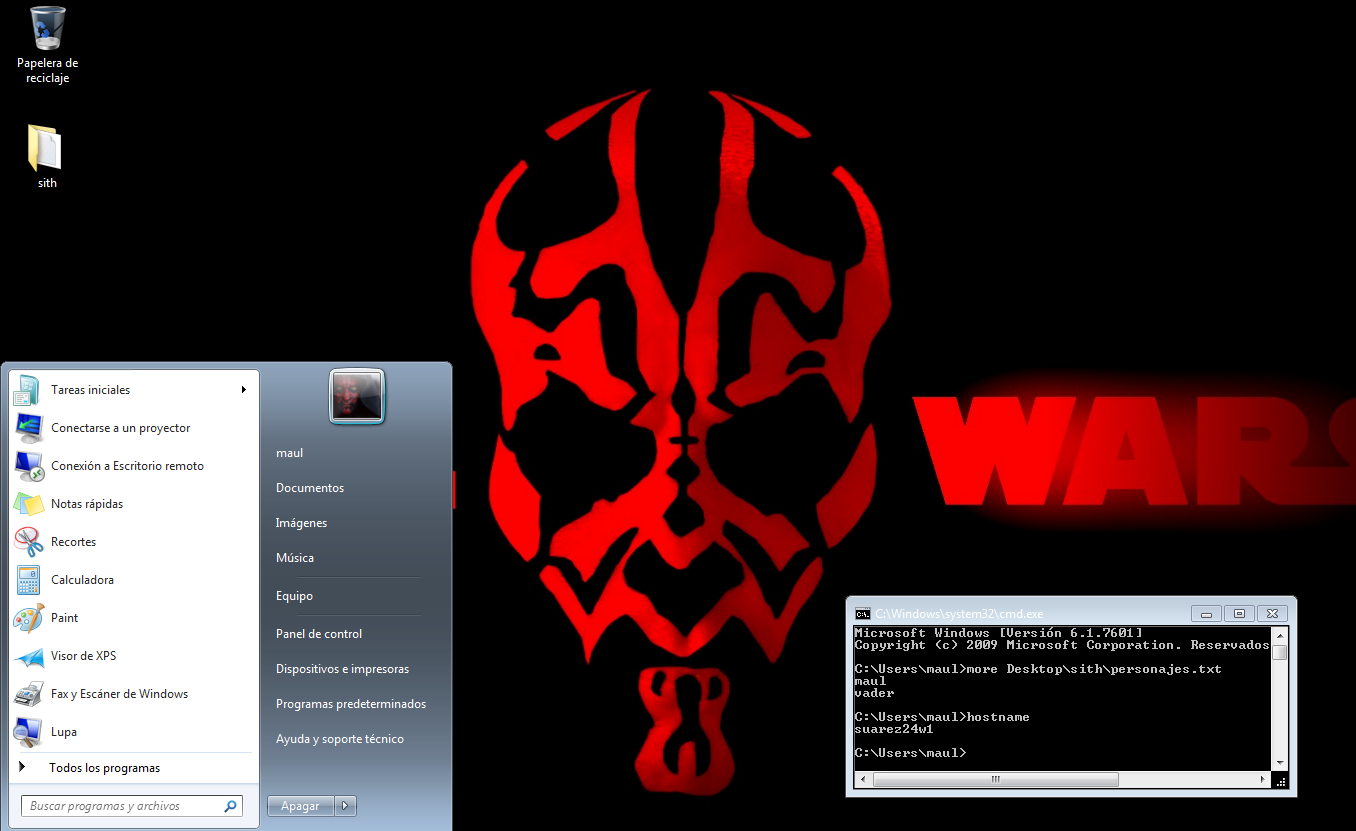 Papelera de
reciclaje
sith
WARS
Tareas iniciales
Conectarse a un proyector
Conexión a Escritorio remoto
Notas rápidas
Recortes
Calculadora
Paint
Visor de XPS
Fax y Escáner de Windows
Lupa
Todos los programas
Buscar programas y archivos
maul
Documentos
Imágenes
Música
Equipo
Panel de control
Dispositivos e impresoras
Programas predeterminados
Ayuda y soporte técnico
Apagar
C:\Windows\system32\cmd.exe
Microsoft Windows [Versión 6.1.7601]
Copyright (c) 2009 Microsoft Corporation. Reservados
C:\Users\maul>more Desktop\sith\personajes.txt
maul
vader
C:\Users\maul>hostname
suarez24w1
C:\Users\maul>